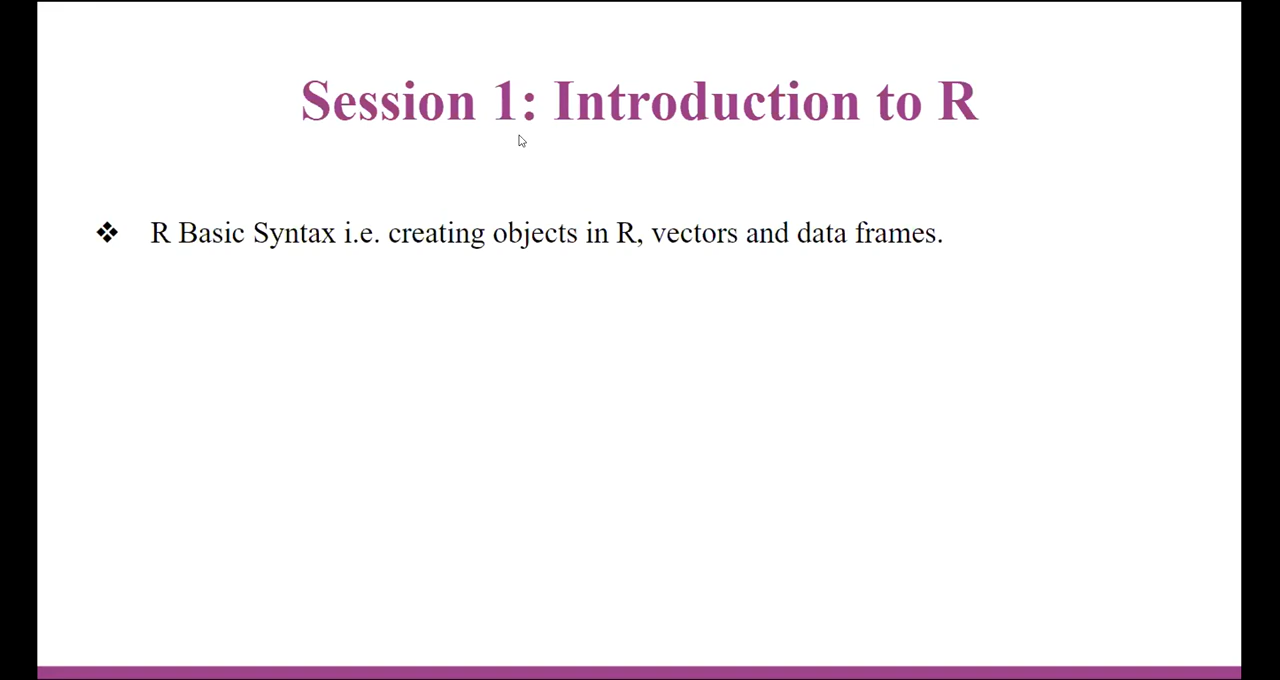 Session 1: Introduction to R
❖ R Basic Syntax i.e. creating objects in R, vectors and data frames.